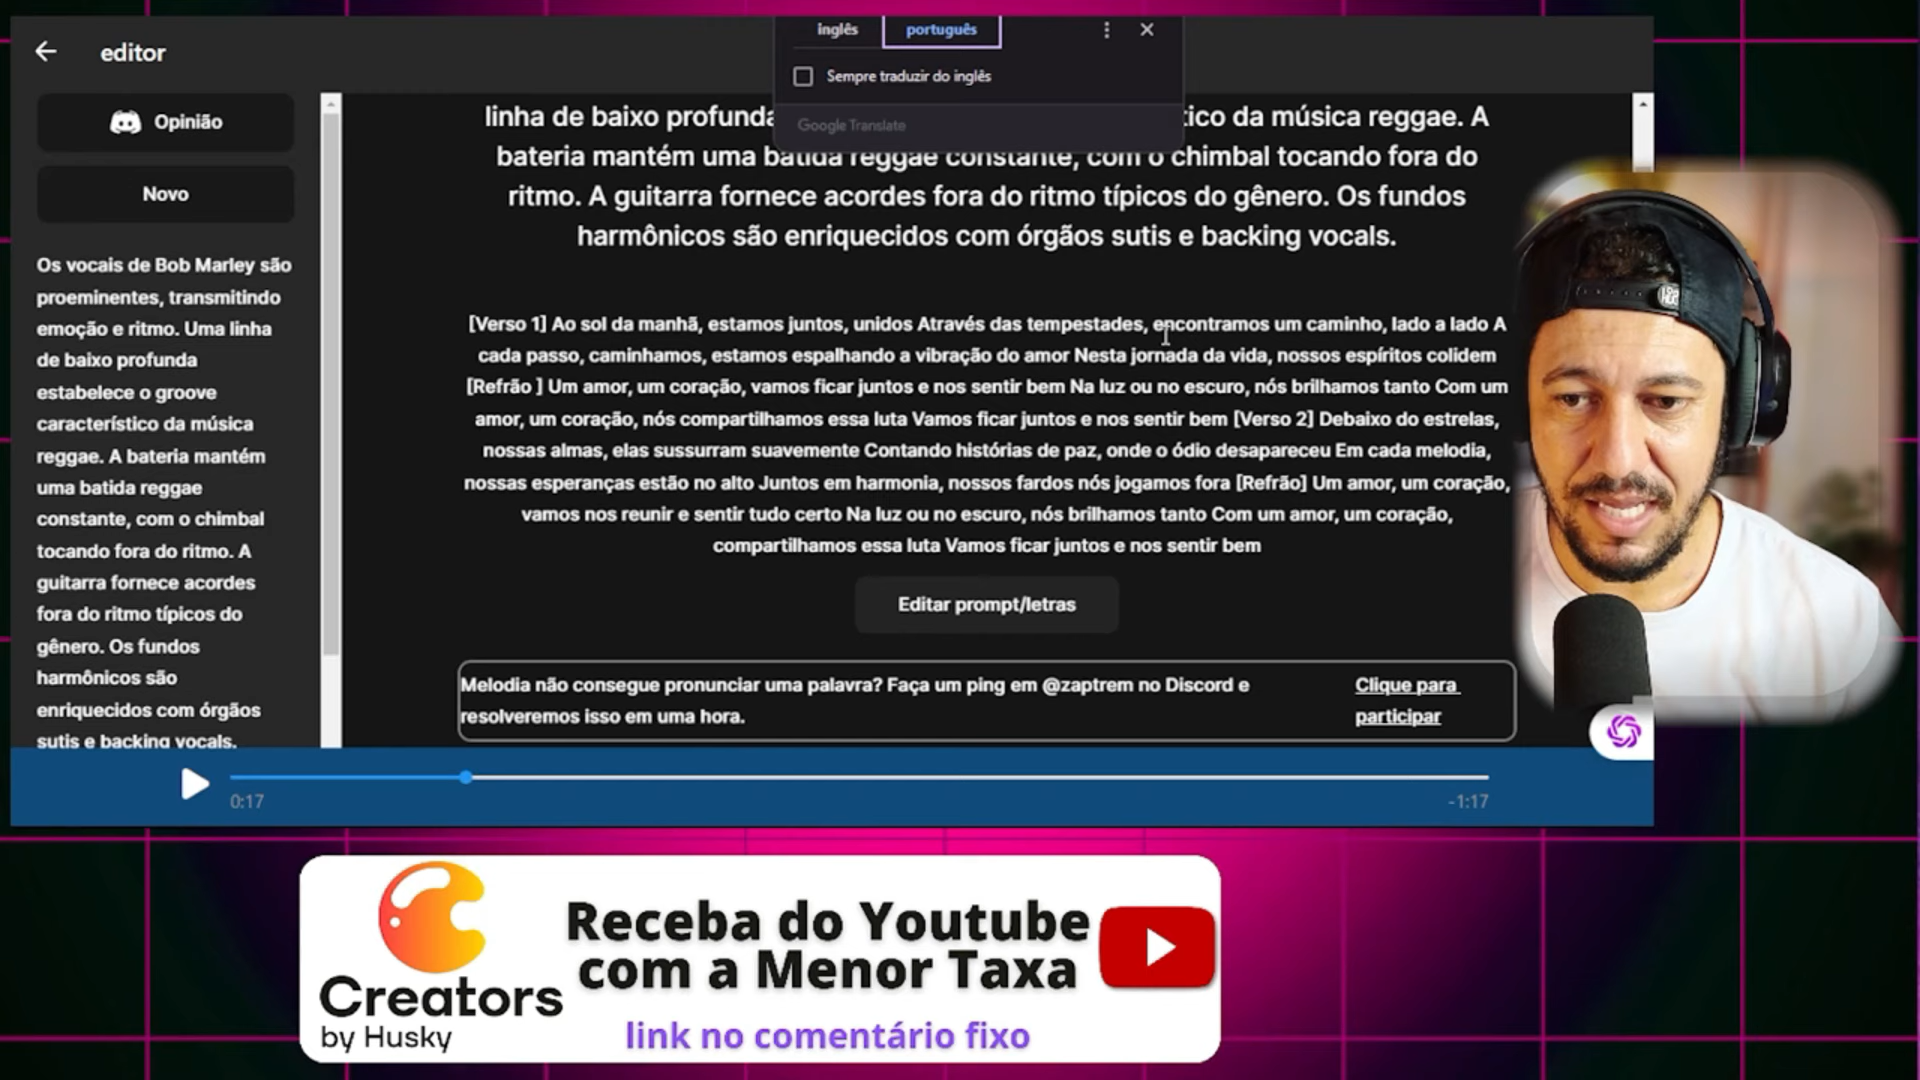 editor
inglês português
Sempre traduzir do inglês
Google Translate
Opinião
Novo
Os vocais de Bob Marley são
proeminentes, transmitindo
emoção e ritmo. Uma linha
de baixo profunda
estabelece o groove
característico da música
reggae. A bateria mantém
uma batida reggae
constante, com o chimbal
tocando fora do ritmo. A
guitarra fornece acordes
fora do ritmo típicos do
gênero. Os fundos
harmônicos são
enriquecidos com órgãos
sutis e backing vocals.
linha de baixo profunda tico da música reggae. A
bateria mantém uma batida reggae constante, com o chimbal tocando fora do
ritmo. A guitarra fornece acordes fora do ritmo típicos do gênero. Os fundos
harmônicos são enriquecidos com órgãos sutis e backing vocals.
[Verso 1] Ao sol da manhã, estamos juntos, unidos Através das tempestades, encontramos um caminho, lado a lado A
cada passo, caminhamos, estamos espalhando a vibração do amor Nesta jornada da vida, nossos espíritos colidem
[Refrão ] Um amor, um coração, vamos ficar juntos e nos sentir bem Na luz ou no escuro, nós brilhamos tanto Com um
amor, um coração, nós compartilhamos essa luta Vamos ficar juntos e nos sentir bem [Verso 2] Debaixo do estrelas,
nossas almas, elas sussurram suavemente Contando histórias de paz, onde o ódio desapareceu Em cada melodia,
nossas esperanças estão no alto Juntos em harmonia, nossos fardos nós jogamos fora [Refrão] Um amor, um coração,
vamos nos reunir e sentir tudo certo Na luz ou no escuro, nós brilhamos tanto Com um amor, um coração,
compartilhamos essa luta Vamos ficar juntos e nos sentir bem
Editar prompt/letras
Melodia não consegue pronunciar uma palavra? Faça um ping em @zaptrem no Discord e
resolveremos isso em uma hora.
Clique para
participar
0:17
-1:17
Creators
by Husky
Receba do Youtube
com a Menor Taxa
link no comentário fixo